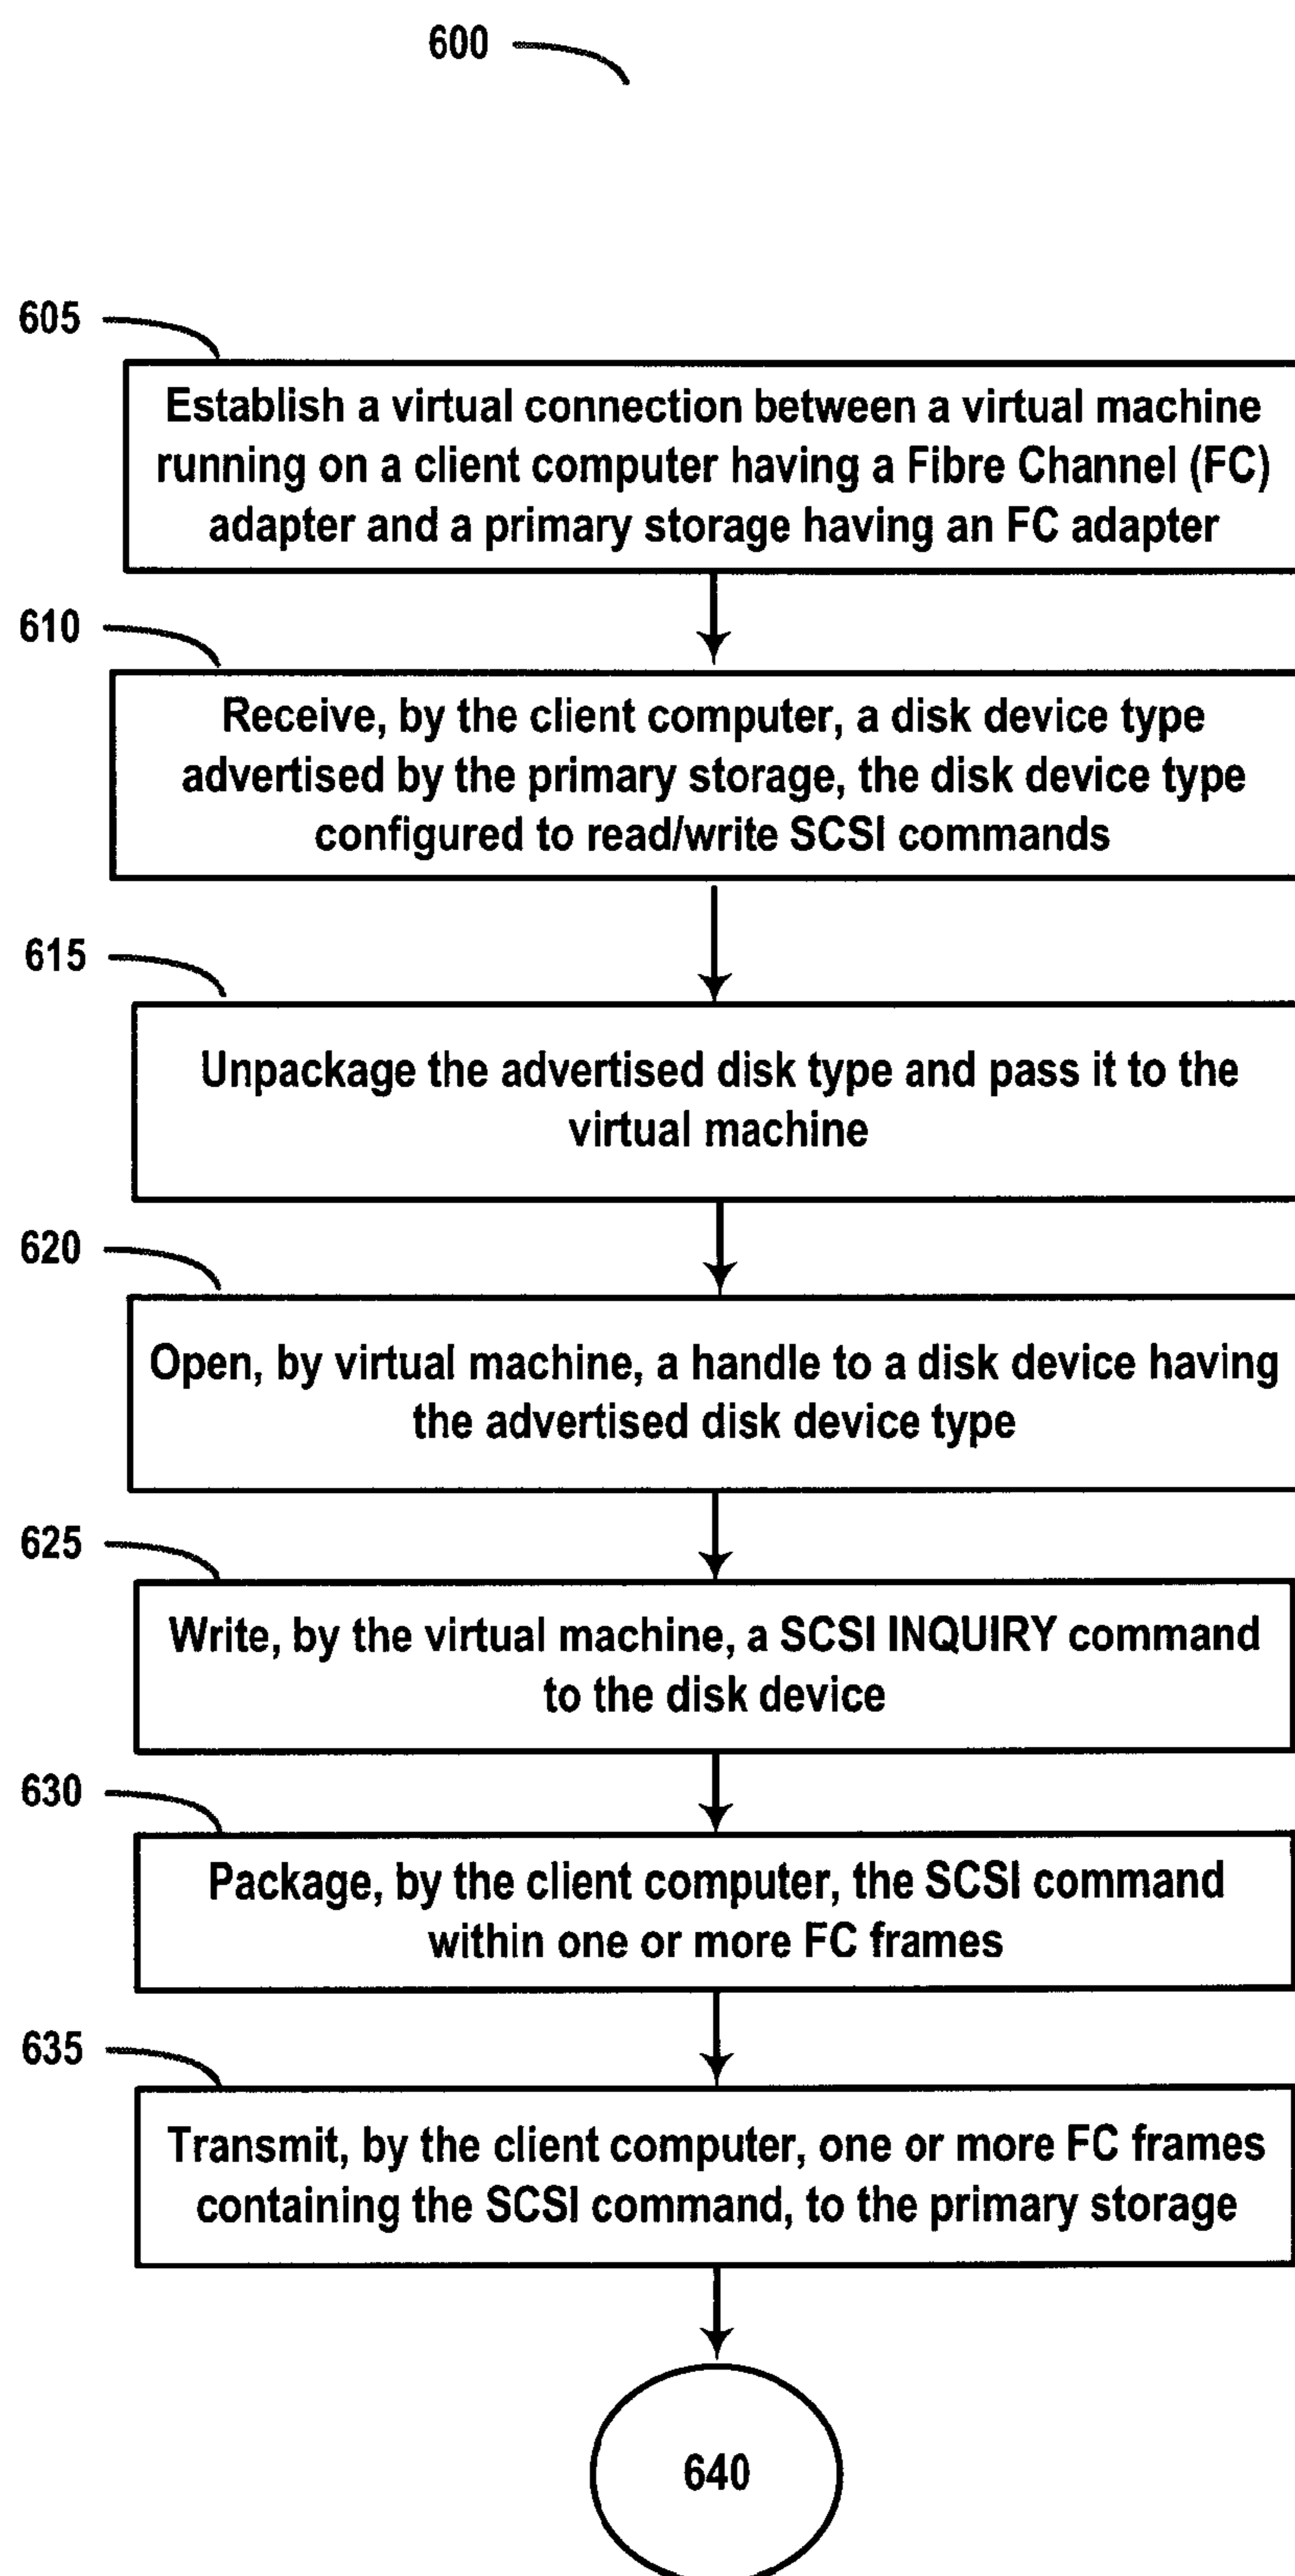 600
605
Establish a virtual connection between a virtual machine
running on a client computer having a Fibre Channel (FC)
adapter and a primary storage having an FC adapter
610
Receive, by the client computer, a disk device type
advertised by the primary storage, the disk device type
configured to read/write SCSI commands
615
Unpackage the advertised disk type and pass it to the
virtual machine
620
Open, by virtual machine, a handle to a disk device having
the advertised disk device type
625
Write, by the virtual machine, a SCSI INQUIRY command
to the disk device
630
Package, by the client computer, the SCSI command
within one or more FC frames
635
Transmit, by the client computer, one or more FC frames
containing the SCSI command, to the primary storage
640